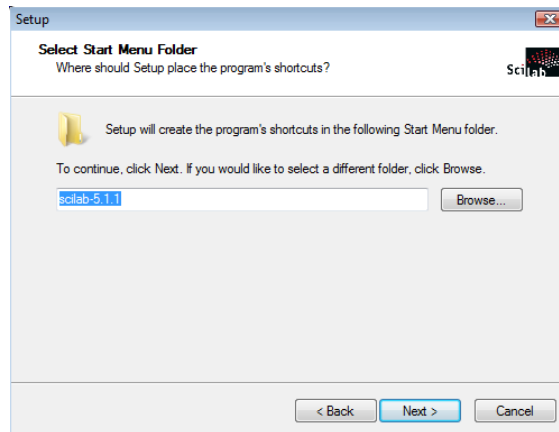 Setup
Select Start Menu Folder
Where should Setup place the program's shortcuts?
Scilab
Setup will create the program's shortcuts in the following Start Menu folder.
To continue, click Next. If you would like to select a different folder, click Browse.
scilab-5.1.1
Browse...
< Back
Next >
Cancel